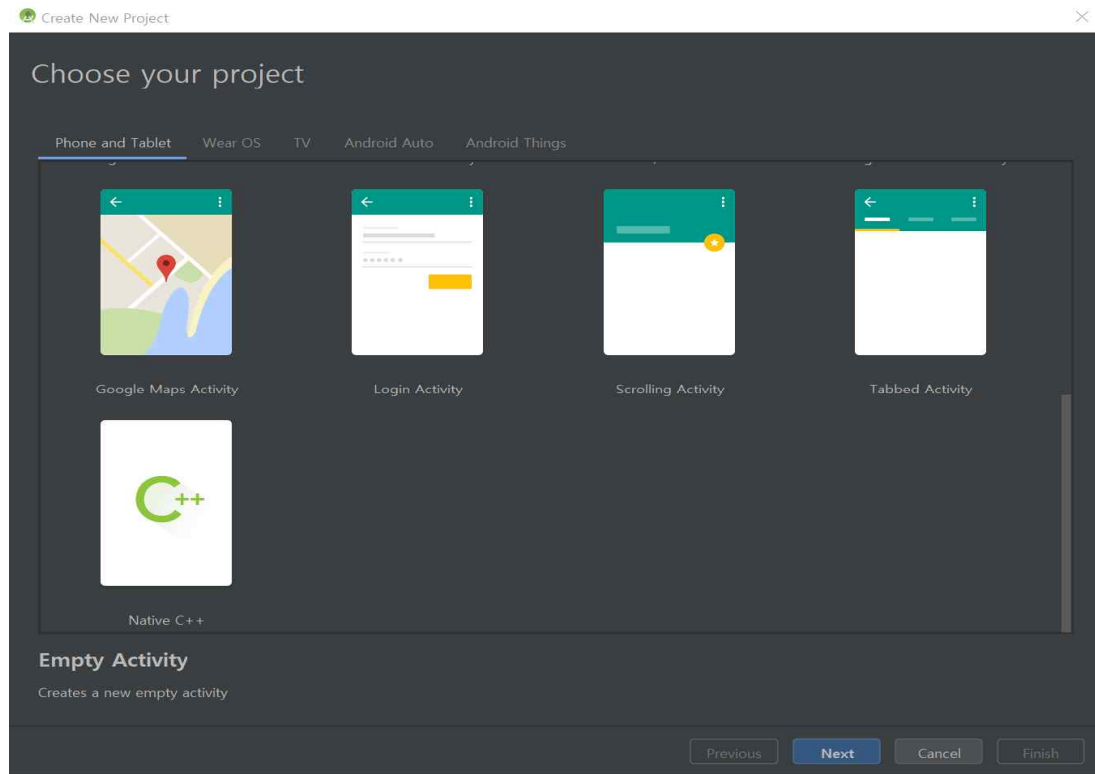 Create New Project
Choose your project
Phone and Tablet Wear OS TV Android Auto Android Things
Google Maps Activity Login Activity Scrolling Activity Tabbed Activity
C++
Native C++
Empty Activity
Creates a new empty activity
Previous Next Cancel Finish